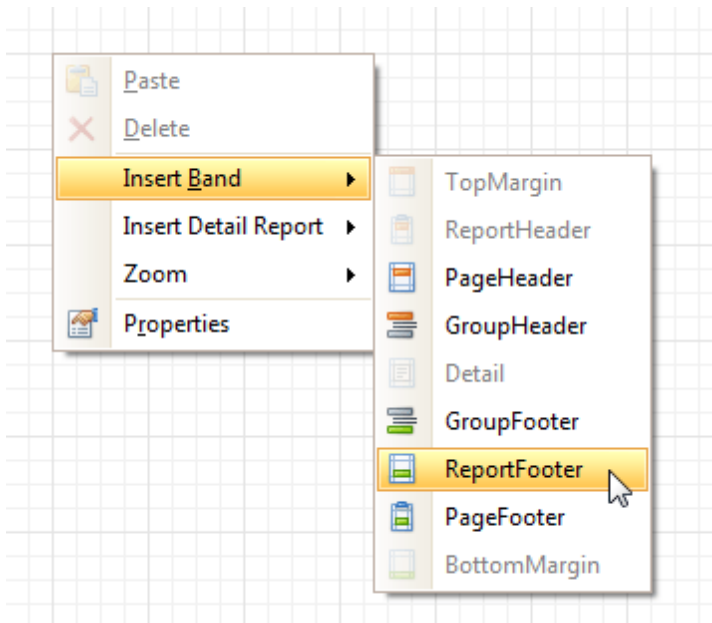 Paste
Delete
Insert Band
Insert Detail Report
Zoom
Properties
TopMargin
ReportHeader
PageHeader
GroupHeader
Detail
GroupFooter
ReportFooter
PageFooter
BottomMargin